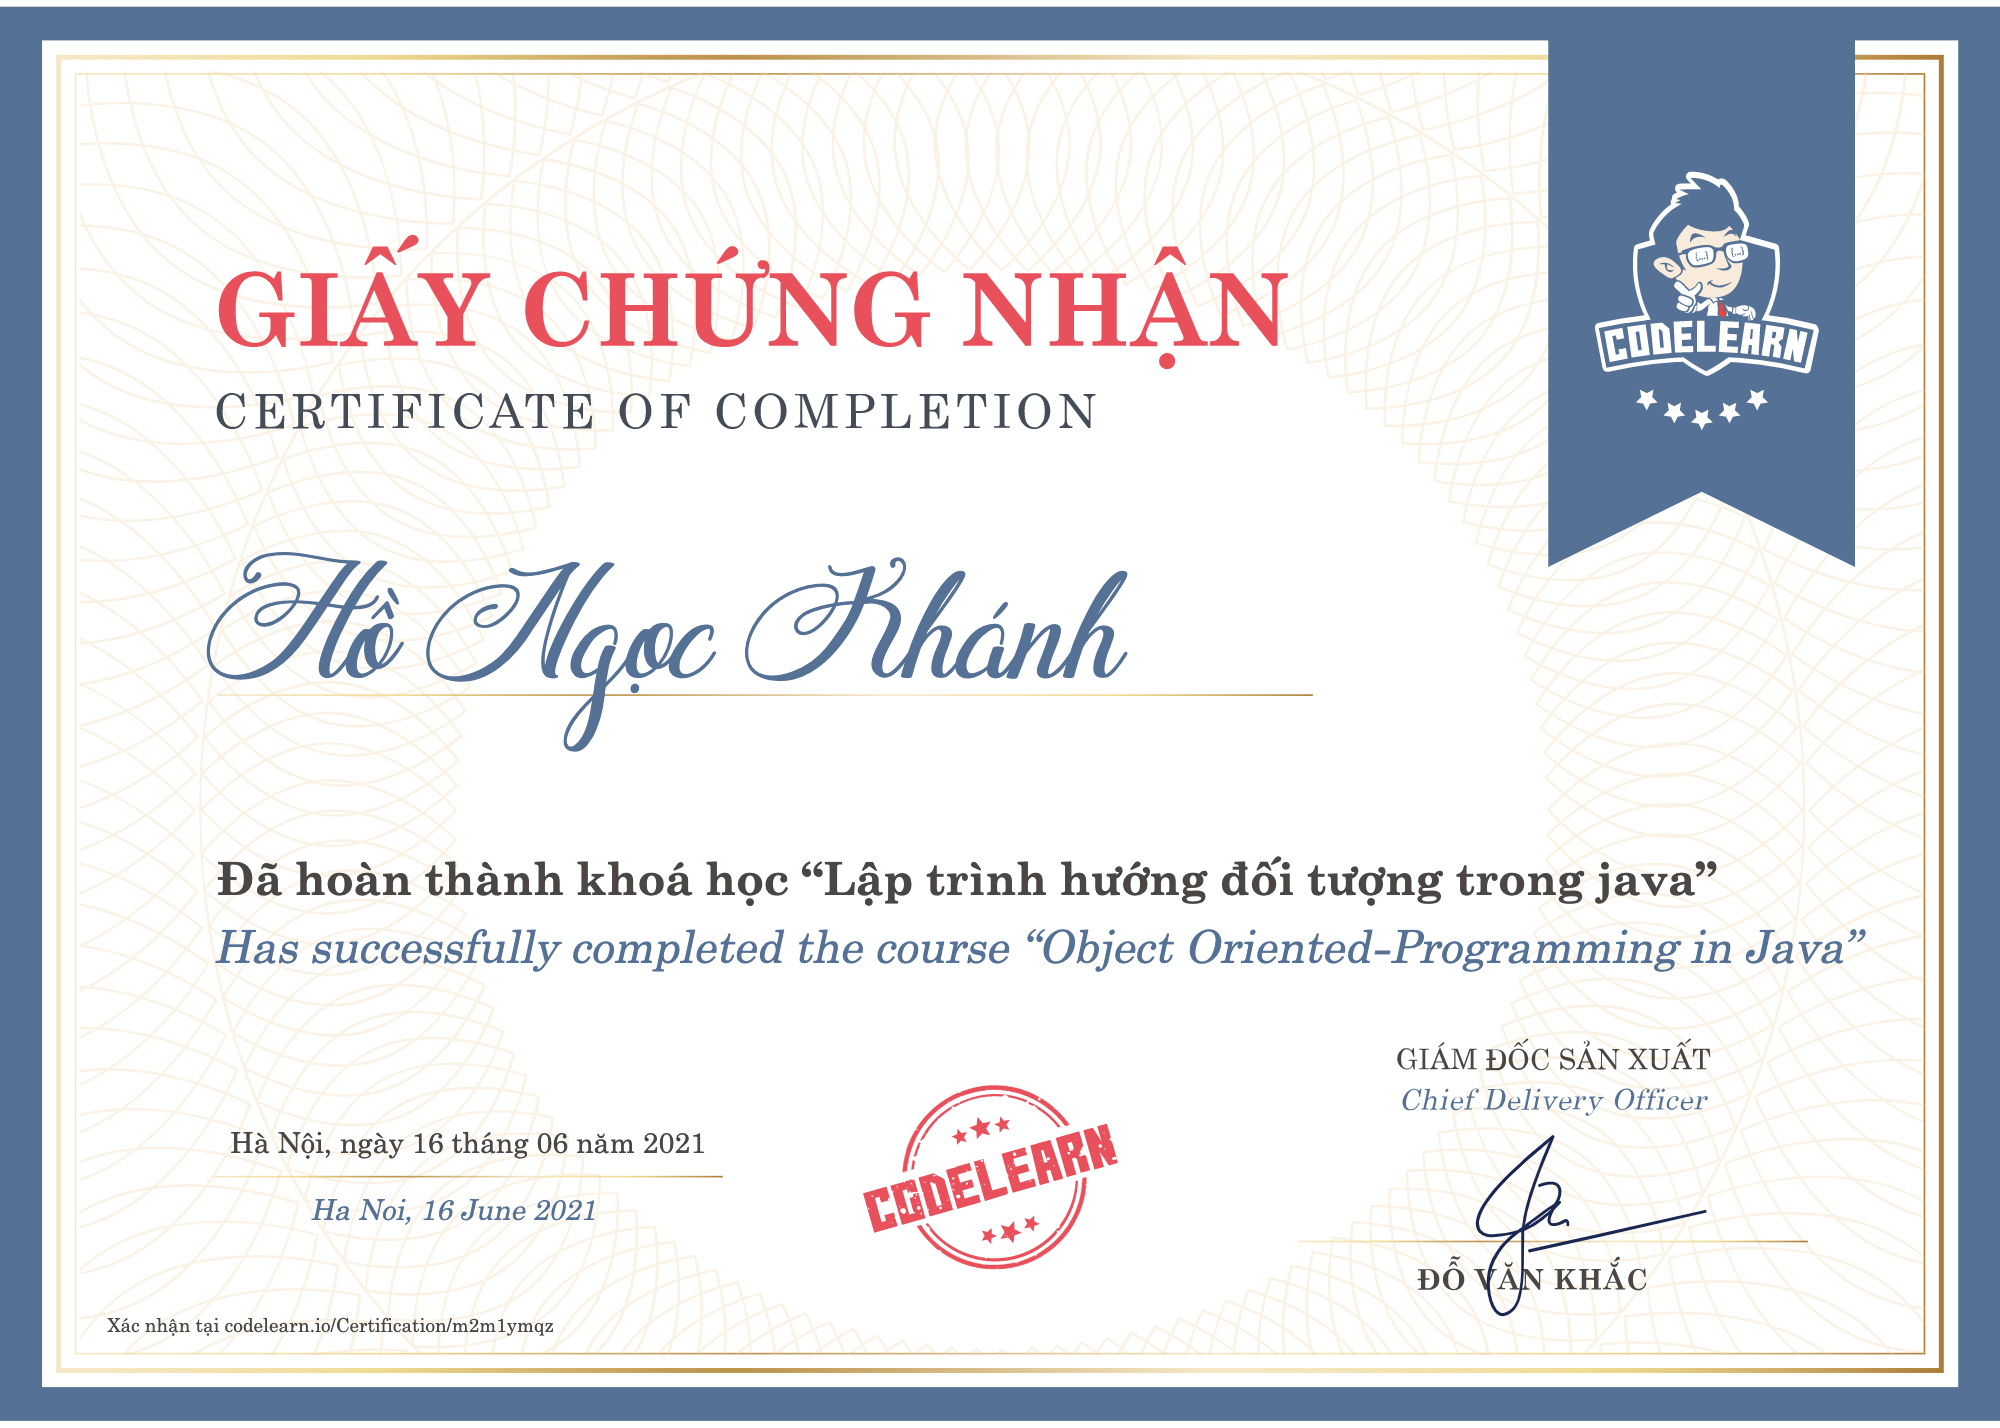 GIẤY CHỨNG NHẬN
CERTIFICATE OF COMPLETION
CODELEARN
Hồ Ngọc Khánh
Đã hoàn thành khoá học “Lập trình hướng đối tượng trong java”
Has successfully completed the course “Object Oriented-Programming in Java”
GIÁM ĐỐC SẢN XUẤT
Chief Delivery Officer
Hà Nội, ngày 16 tháng 06 năm 2021
Ha Noi, 16 June 2021
CODELEARN
ĐỖ VĂN KHẮC
Xác nhận tại codelearn.io/Certification/m2m1ymqz